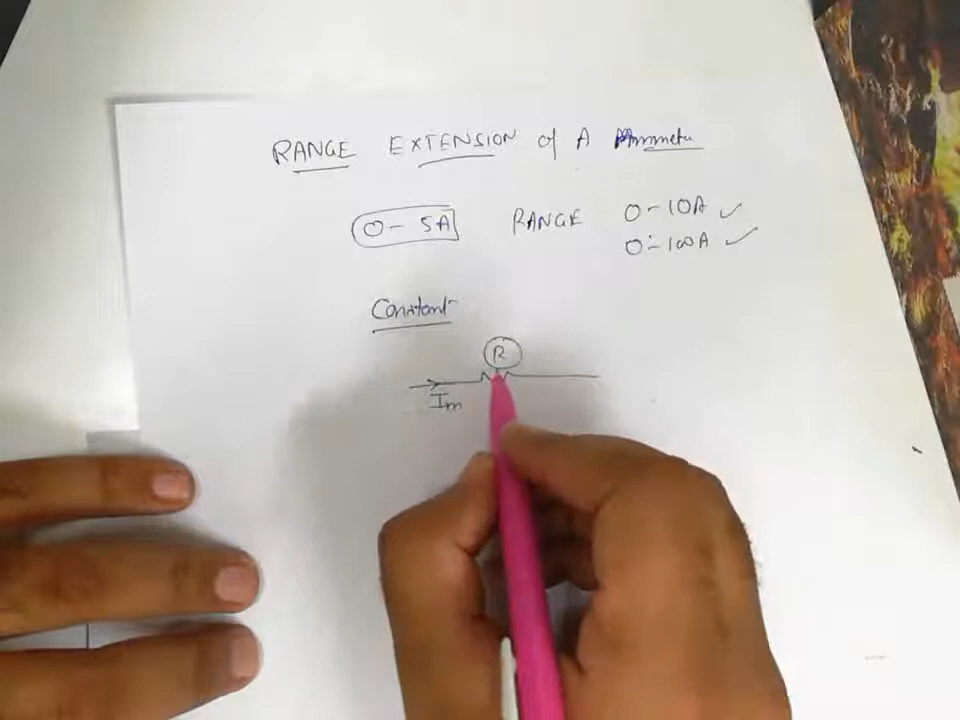 RANGE EXTENSION of A Ammeter
0 - 5A RANGE 0 - 10A ✓
0 - 100A ✓
Constant
R
Im